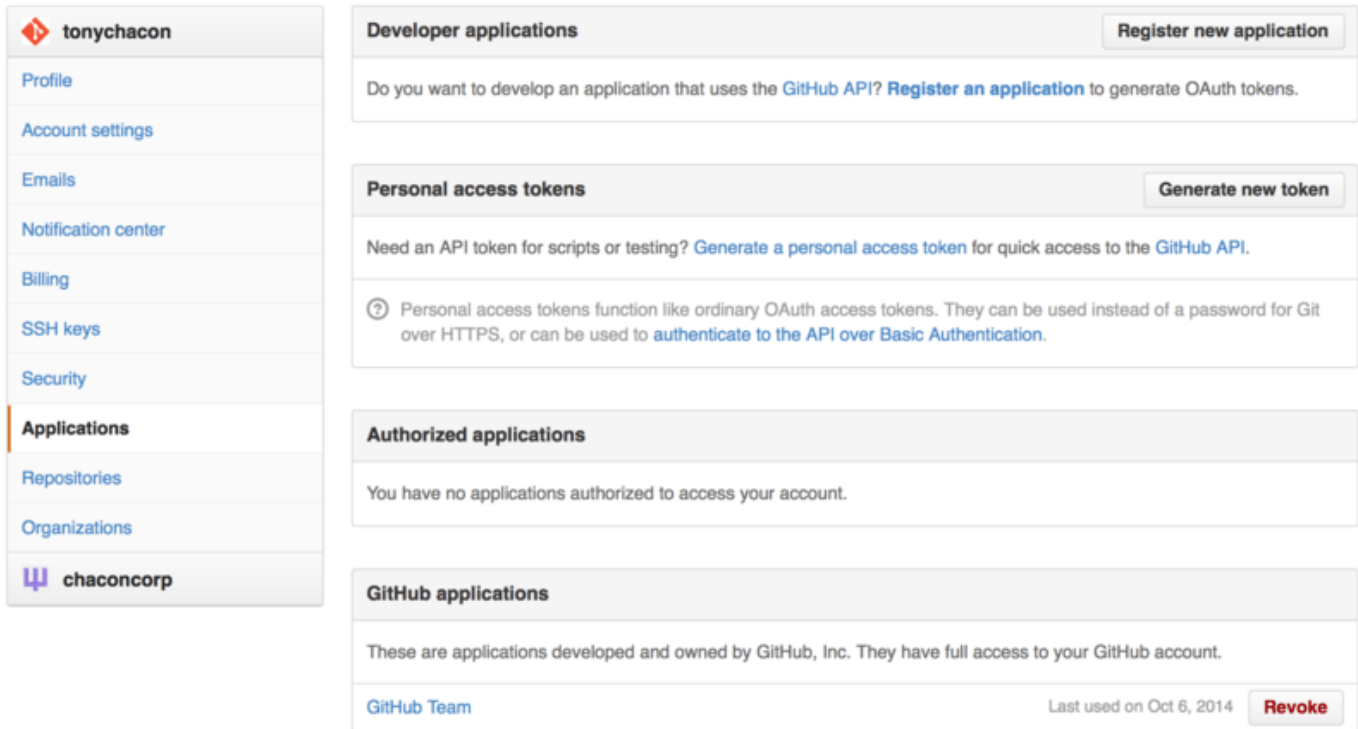 tonychacon
Profile
Account settings
Emails
Notification center
Billing
SSH keys
Security
Applications
Repositories
Organizations
chaconcorp
Developer applications
Register new application
Do you want to develop an application that uses the GitHub API? Register an application to generate OAuth tokens.
Personal access tokens
Generate new token
Need an API token for scripts or testing? Generate a personal access token for quick access to the GitHub API.
Personal access tokens function like ordinary OAuth access tokens. They can be used instead of a password for Git
over HTTPS, or can be used to authenticate to the API over Basic Authentication.
Authorized applications
You have no applications authorized to access your account.
GitHub applications
These are applications developed and owned by GitHub, Inc. They have full access to your GitHub account.
GitHub Team
Last used on Oct 6, 2014
Revoke